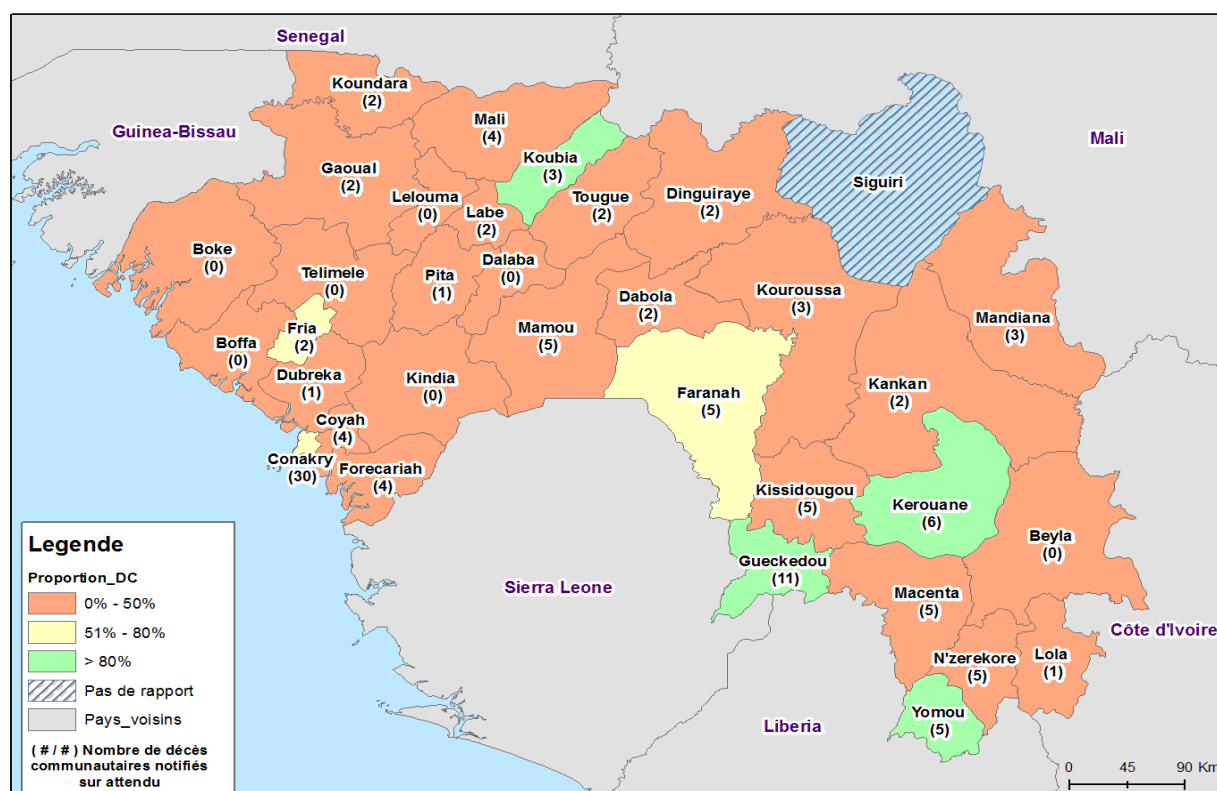 Senegal
Koundara
(2)
Mali
(4)
Guinea-Bissau
Koubia
(3)
Mali
Gaoual
(2)
Siguiri
Lelouma
(0)
Tougue
(2)
Dinguiraye
(2)
Labe
(2)
Boke
(0)
Dalaba
(0)
Telimele
(0)
Pita
(1)
Kouroussa
(3)
Dabola
(2)
Mandiana
(3)
Fria
(2)
Mamou
(5)
Boffa
(0)
Dubreka
(1)
Kindia
(0)
Faranah
(5)
Kankan
(2)
Coyah
(4)
Conakry
(30)
Forecariah
(4)
Kissidougou
(5)
Kerouane
(6)
Beyla
(0)
Gueckedou
(11)
Sierra Leone
Macenta
(5)
Côte d'Ivoire
N'zerekore
(5)
Lola
(1)
Yomou
(5)
Liberia
Legende
Proportion_DC
0% - 50%
51% - 80%
> 80%
Pas de rapport
Pays_voisins
( # / # ) Nombre de décès
communautaires notifiés
sur attendu
0 45 90 Km